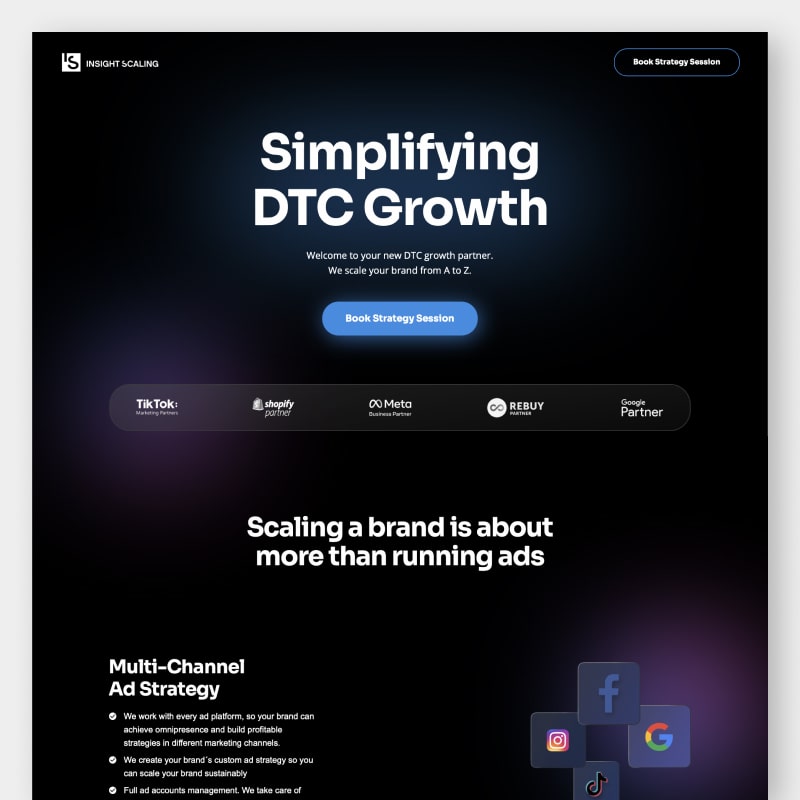 INSIGHT SCALING
Book Strategy Session
Simplifying
DTC Growth
Welcome to your new DTC growth partner.
We scale your brand from A to Z.
Book Strategy Session
TikTok:
Marketing Partners
shopify
partner
Meta
Business Partner
REBUY
PARTNER
Google
Partner
Scaling a brand is about
more than running ads
Multi-Channel
Ad Strategy
We work with every ad platform, so your brand can
achieve omnipresence and build profitable
strategies in different marketing channels.
We create your brand´s custom ad strategy so you
can scale your brand sustainably
Full ad accounts management. We take care of